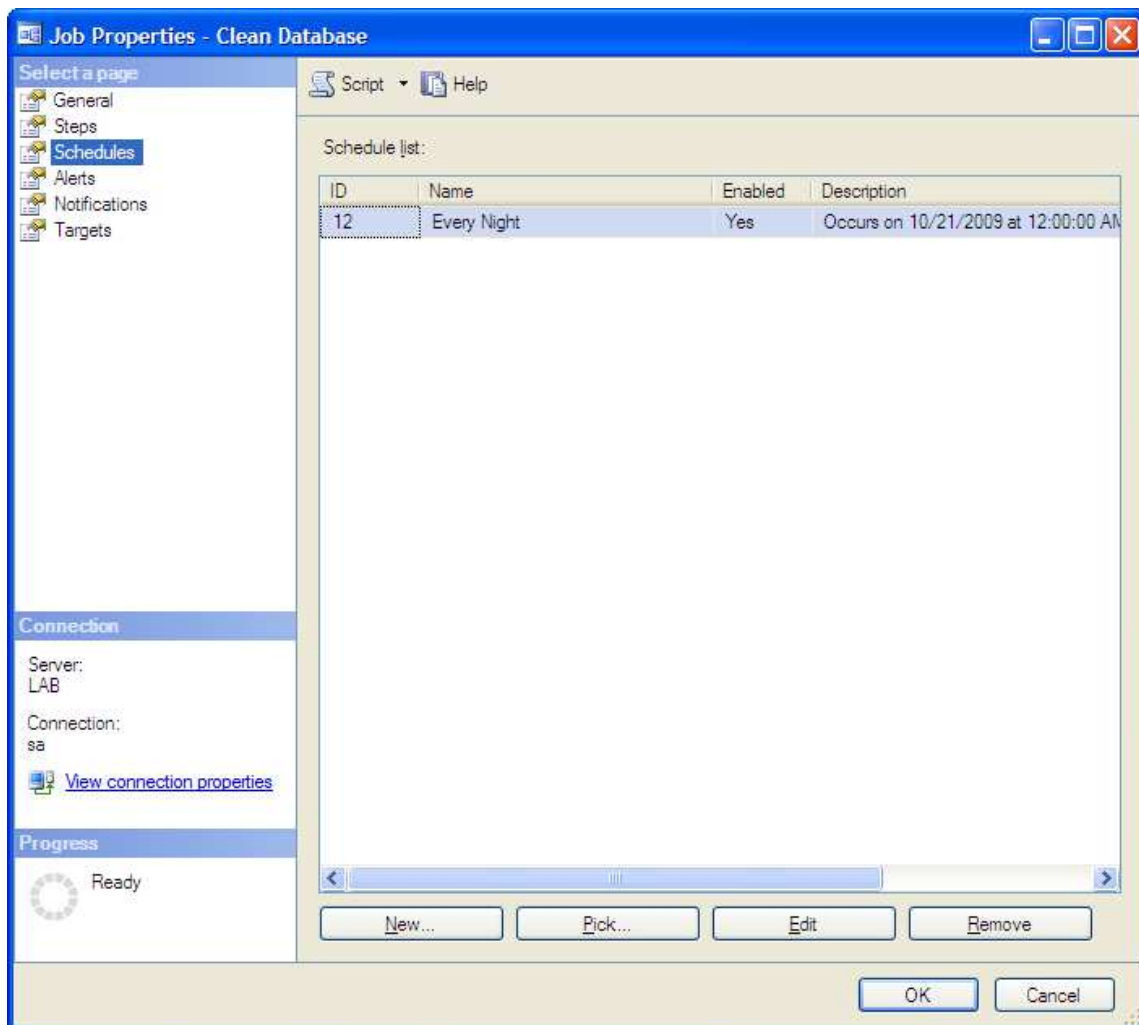 Job Properties - Clean Database
Select a page
General
Steps
Schedules
Alerts
Notifications
Targets
Script Help
Schedule list:
ID Name Enabled Description
12 Every Night Yes Occurs on 10/21/2009 at 12:00:00 AM
Connection
Server:
LAB
Connection:
sa
View connection properties
Progress
Ready
New... Pick... Edit Remove
OK Cancel